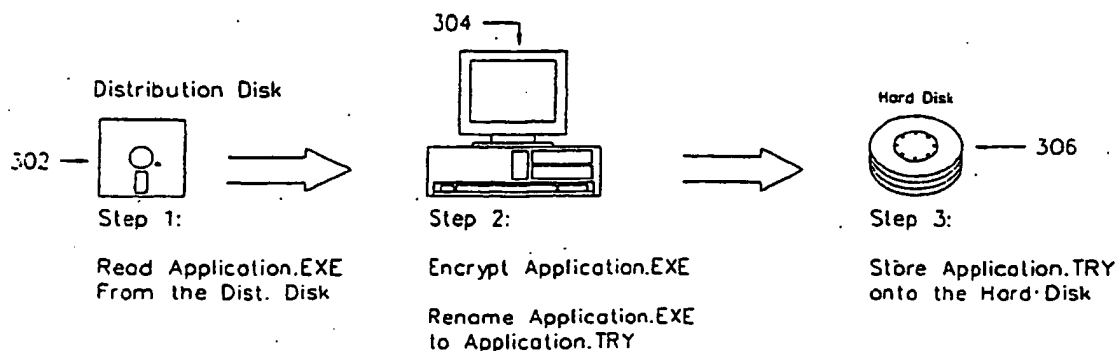 304
Distribution Disk
Hard Disk
302
306
Step 1:
Step 2:
Step 3:
Read Application.EXE
From the Dist. Disk
Encrypt Application.EXE
Rename Application.EXE
to Application.TRY
Store Application.TRY
onto the Hard Disk